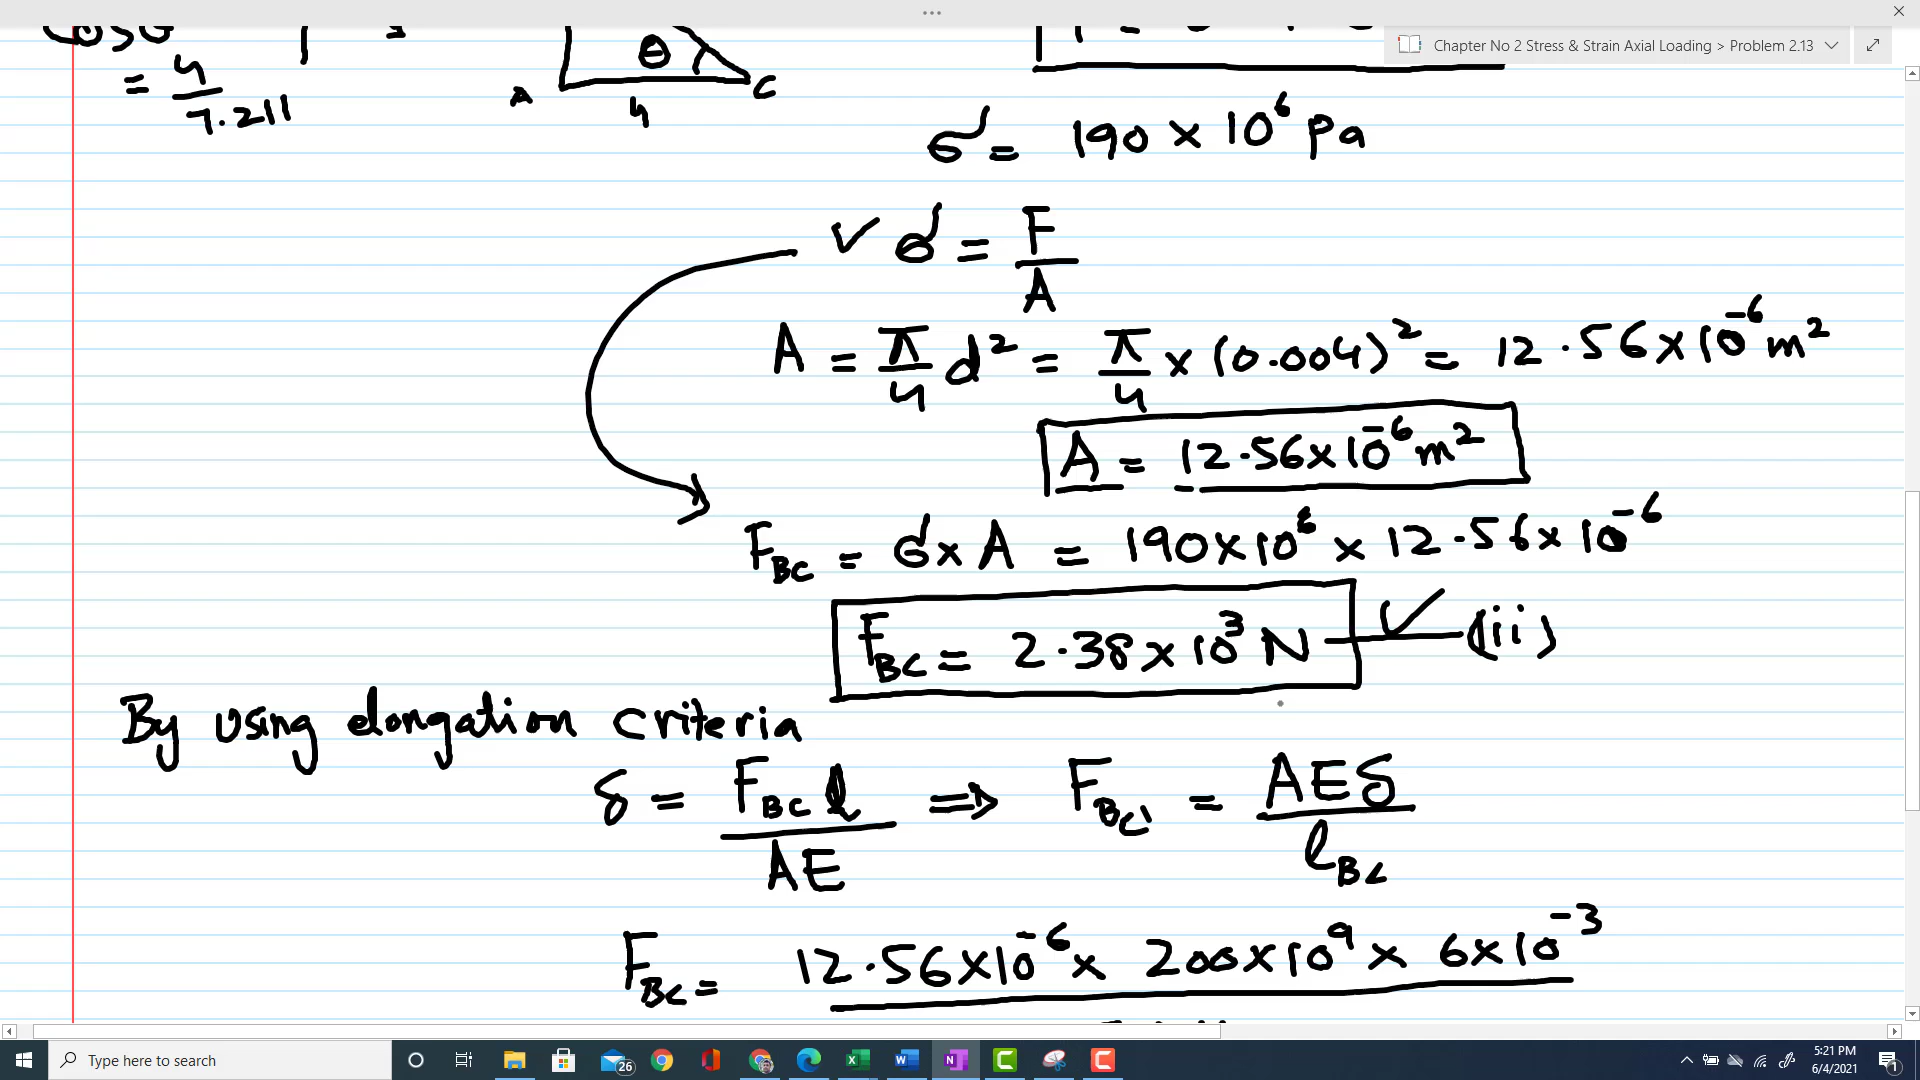 Chapter No 2 Stress & Strain Axial Loading > Problem 2.13
Cosθ
= 4/7.211
θ
A 4 C
σ = 190 × 10⁶ Pa
✓ σ = F/A
A = π/4 d² = π/4 × (0.004)² = 12.56 × 10⁻⁶ m²
A = 12.56 × 10⁻⁶ m²
F_BC = σ × A = 190 × 10⁶ × 12.56 × 10⁻⁶
F_BC = 2.38 × 10³ N ✓ (ii)
By using elongation criteria
δ = F_BC l / AE ⇒ F_BC = AEδ / l_BC
F_BC = 12.56 × 10⁻⁶ × 200 × 10⁹ × 6 × 10⁻³
Type here to search
26
5:21 PM
6/4/2021
1